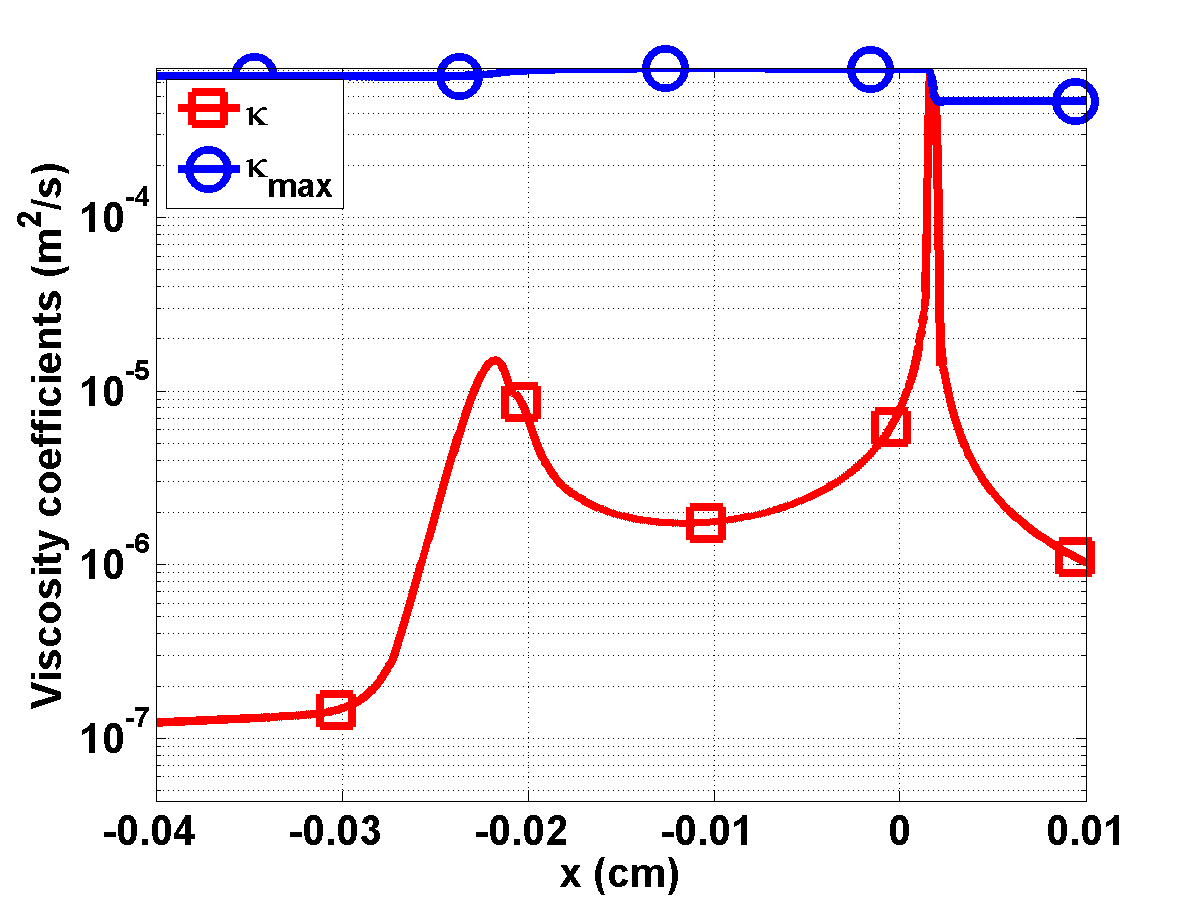 κ
κmax
Viscosity coefficients (m²/s)
10⁻⁴
10⁻⁵
10⁻⁶
10⁻⁷
-0.04 -0.03 -0.02 -0.01 0 0.01
x (cm)